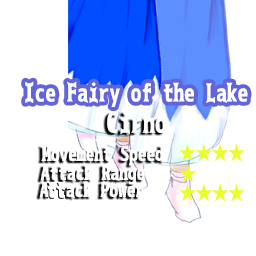 Ice Fairy of the Lake
Cirno
Movement Speed ★★★★
Attack Range ★
Attack Power ★★★★